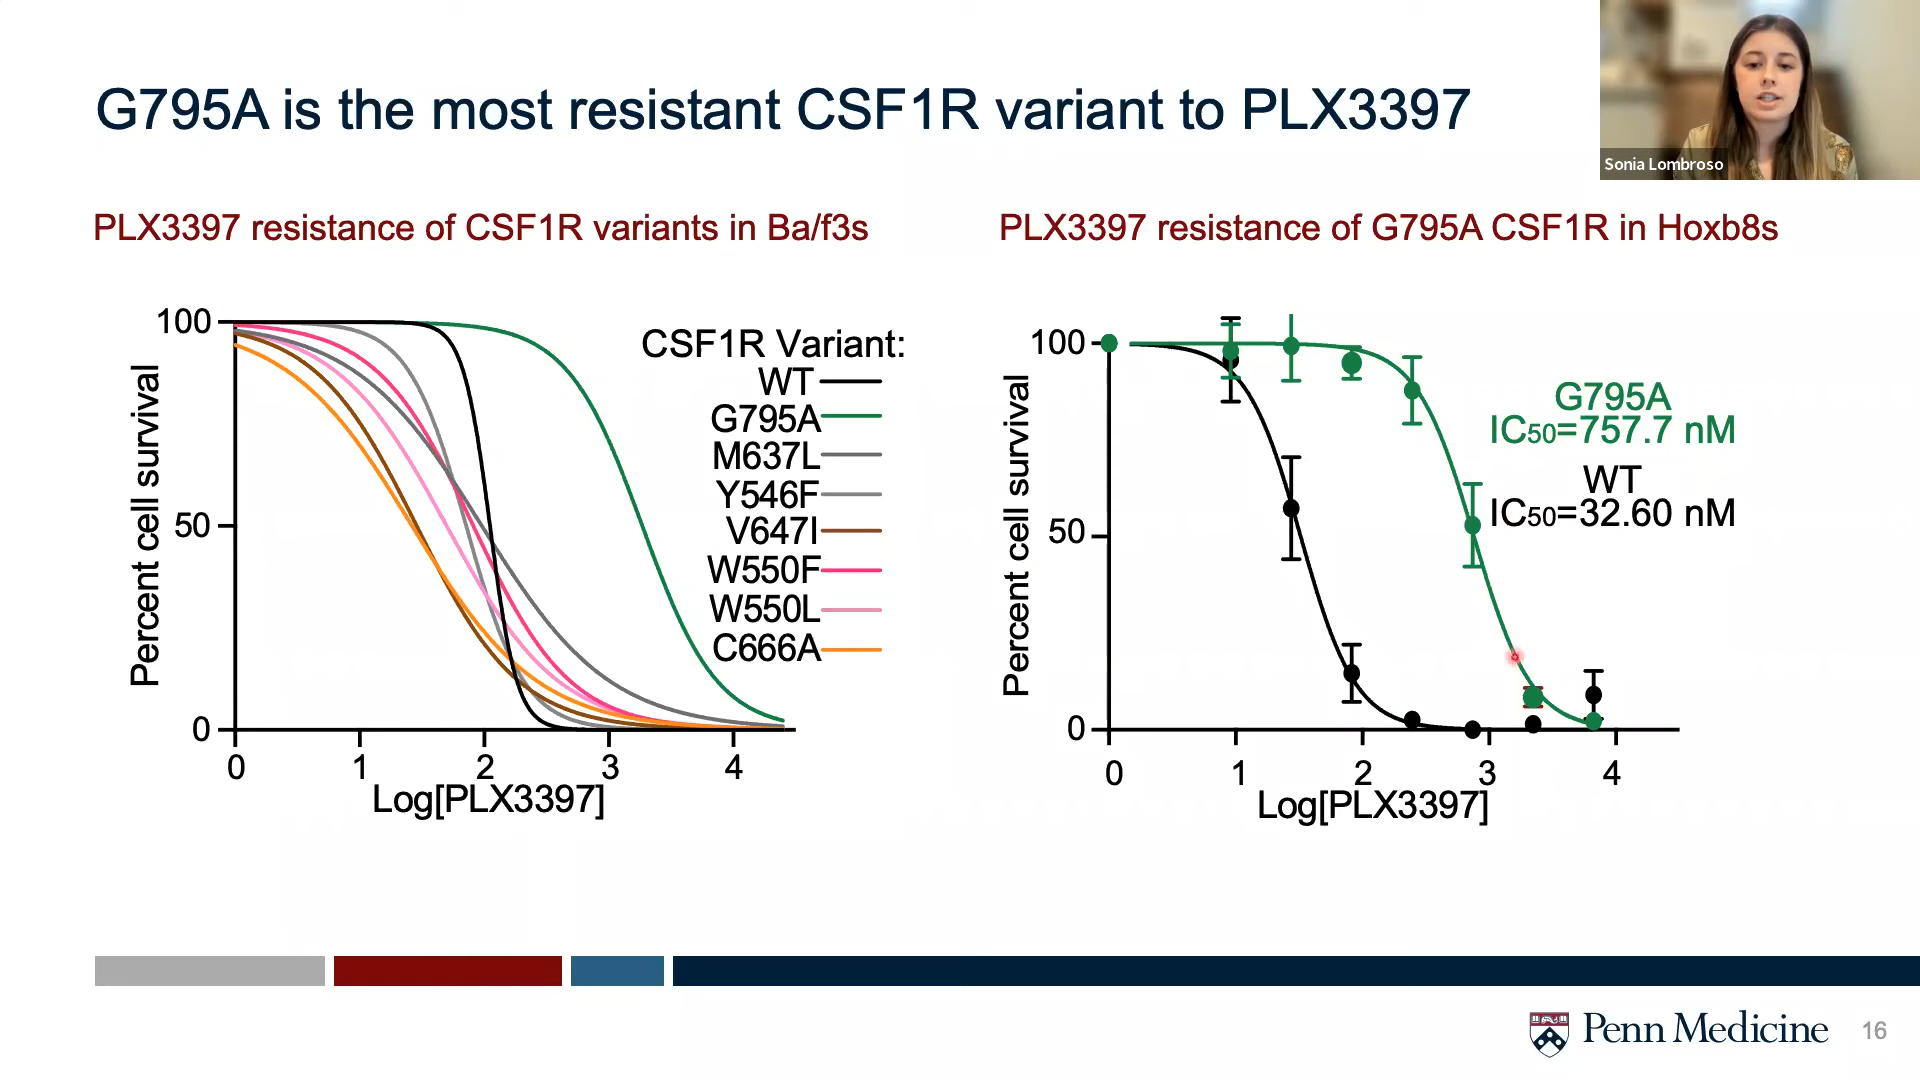 G795A is the most resistant CSF1R variant to PLX3397
Sonia Lombroso
PLX3397 resistance of CSF1R variants in Ba/f3s
Percent cell survival
100
50
0
0 1 2 3 4
Log[PLX3397]
CSF1R Variant:
WT
G795A
M637L
Y546F
V647I
W550F
W550L
C666A
PLX3397 resistance of G795A CSF1R in Hoxb8s
Percent cell survival
100
50
0
0 1 2 3 4
Log[PLX3397]
G795A
IC50=757.7 nM
WT
IC50=32.60 nM
Penn Medicine
16